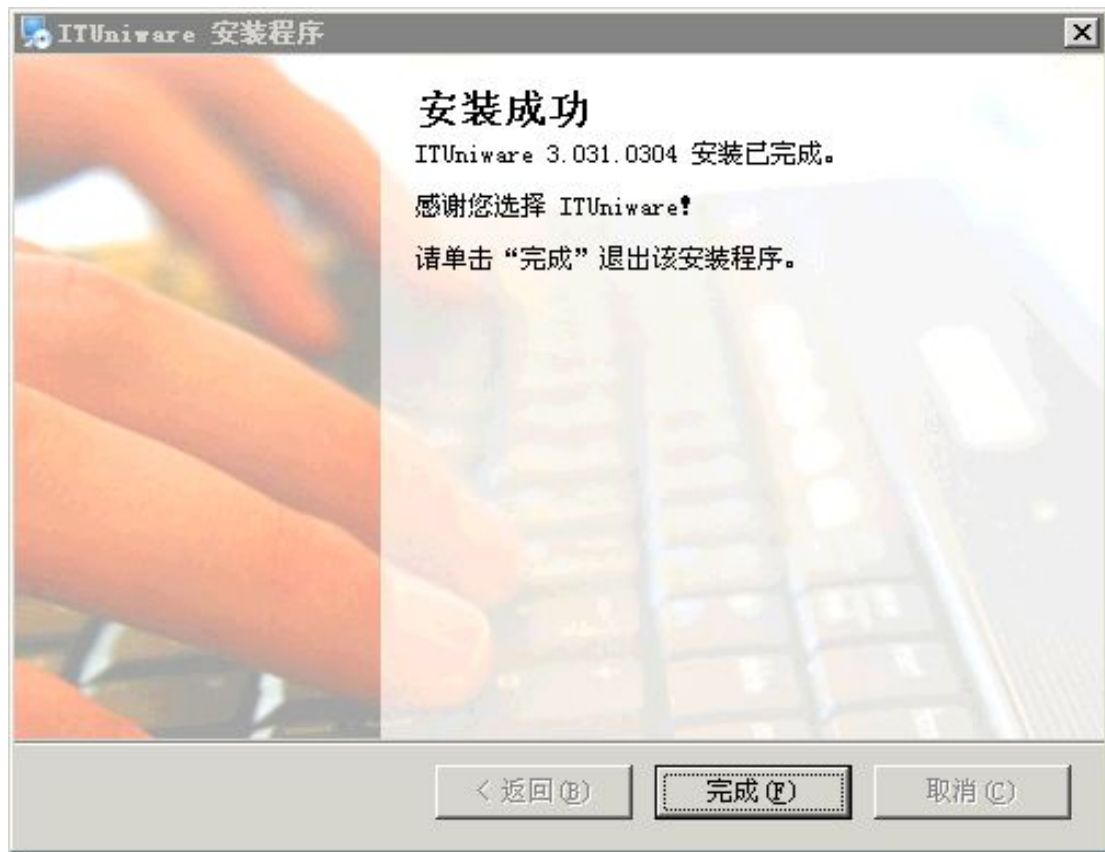 ITUniware 安装程序
安装成功
ITUniware 3.031.0304 安装已完成。
感谢您选择 ITUniware!
请单击“完成”退出该安装程序。
< 返回(B)
完成(F)
取消(C)